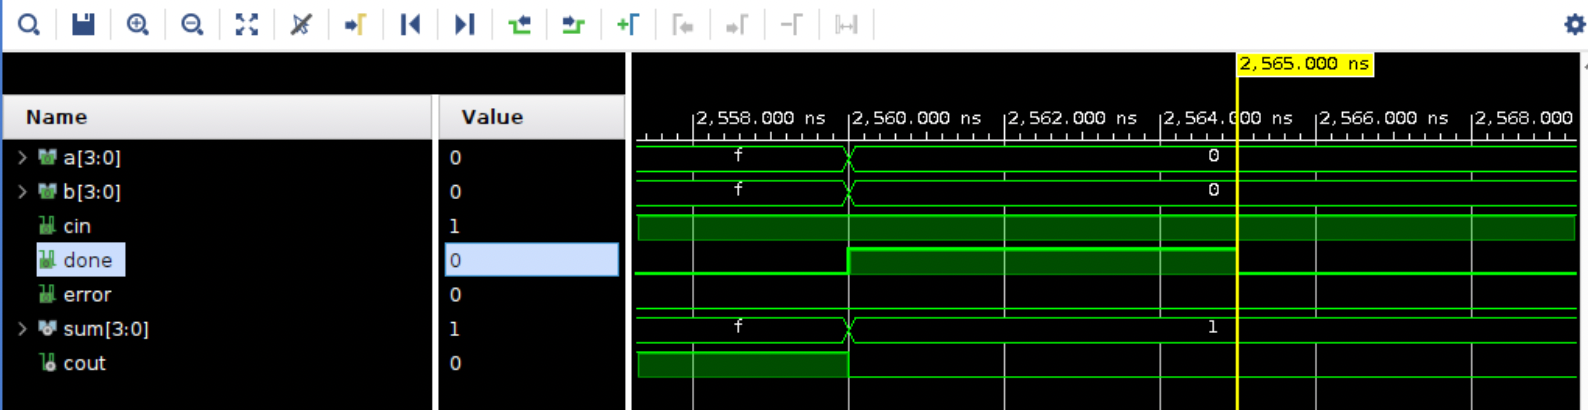 2,565.000 ns
Name Value
2,558.000 ns 2,560.000 ns 2,562.000 ns 2,564.000 ns 2,566.000 ns 2,568.000
a[3:0] 0 f 0
b[3:0] 0 f 0
cin 1
done 0
error 0
sum[3:0] 1 f 1
cout 0